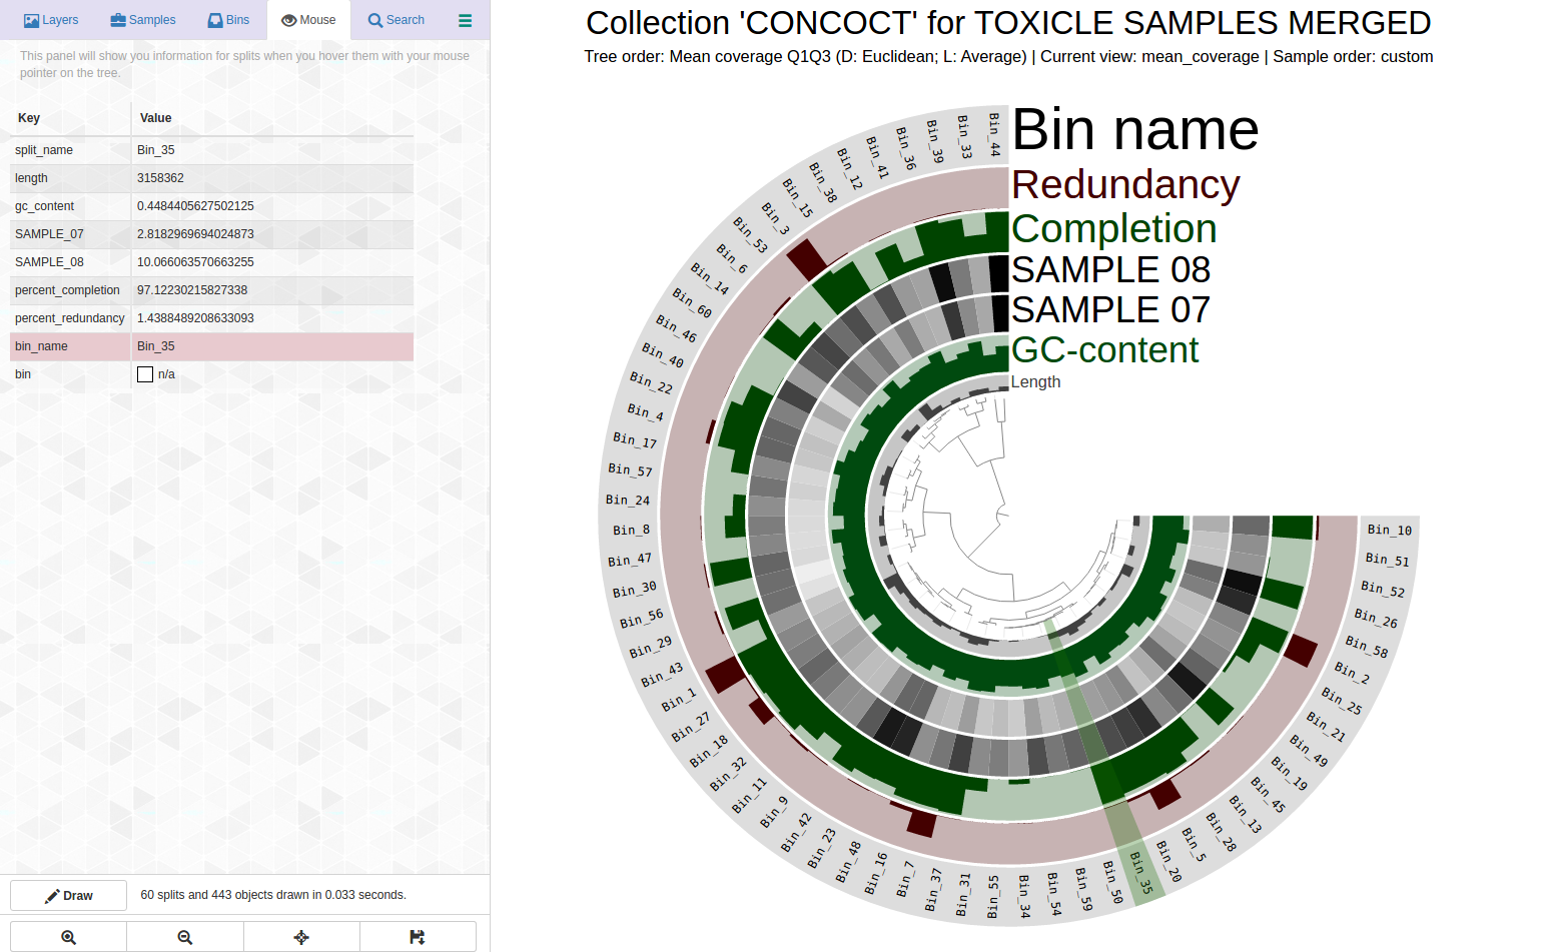 Layers Samples Bins Mouse Search
This panel will show you information for splits when you hover them with your mouse
pointer on the tree.
Key Value
split_name Bin_35
length 3158362
gc_content 0.4484405627502125
SAMPLE_07 2.8182969694024873
SAMPLE_08 10.066063570663255
percent_completion 97.12230215827338
percent_redundancy 1.4388489208633093
bin_name Bin_35
bin n/a
Draw 60 splits and 443 objects drawn in 0.033 seconds.
Collection 'CONCOCT' for TOXICLE SAMPLES MERGED
Tree order: Mean coverage Q1Q3 (D: Euclidean; L: Average) | Current view: mean_coverage | Sample order: custom
Bin name
Redundancy
Completion
SAMPLE 08
SAMPLE 07
GC-content
Length
Bin_44
Bin_33
Bin_39
Bin_36
Bin_41
Bin_12
Bin_38
Bin_15
Bin_3
Bin_53
Bin_6
Bin_14
Bin_60
Bin_46
Bin_40
Bin_22
Bin_4
Bin_17
Bin_57
Bin_24
Bin_8
Bin_47
Bin_30
Bin_56
Bin_29
Bin_43
Bin_1
Bin_27
Bin_18
Bin_32
Bin_11
Bin_9
Bin_42
Bin_23
Bin_48
Bin_16
Bin_7
Bin_37
Bin_31
Bin_55
Bin_34
Bin_54
Bin_59
Bin_50
Bin_35
Bin_20
Bin_5
Bin_28
Bin_13
Bin_45
Bin_19
Bin_49
Bin_21
Bin_25
Bin_2
Bin_58
Bin_26
Bin_52
Bin_51
Bin_10